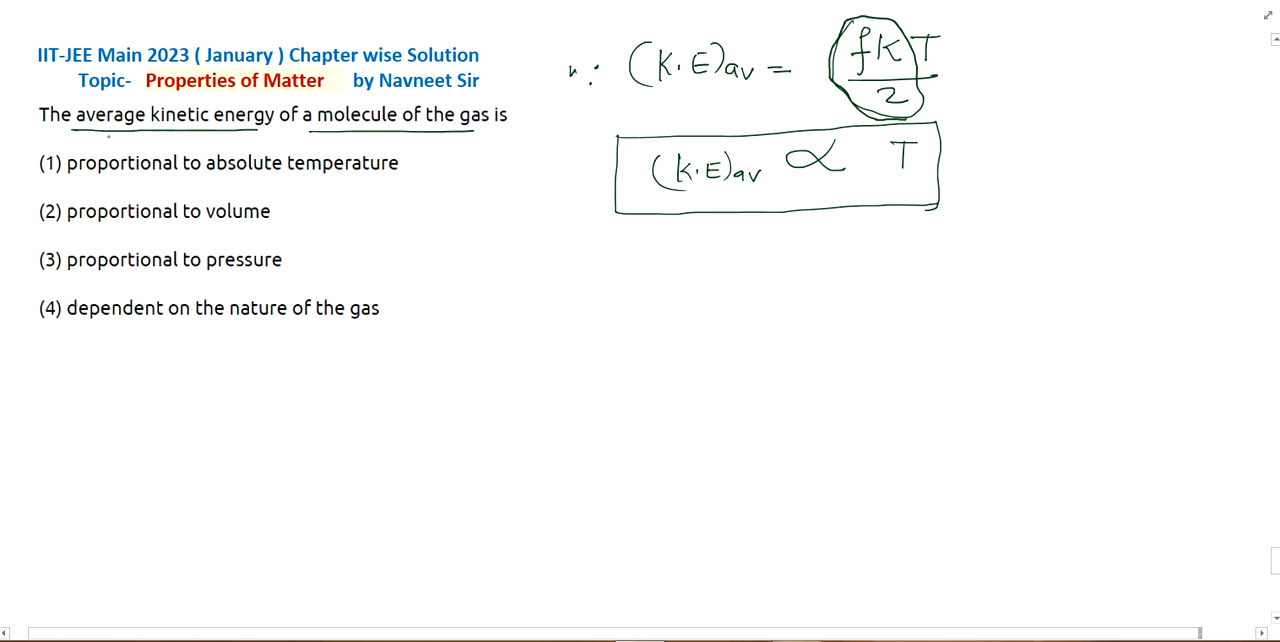 IIT-JEE Main 2023 ( January ) Chapter wise Solution
Topic- Properties of Matter by Navneet Sir
The average kinetic energy of a molecule of the gas is
(1) proportional to absolute temperature
(2) proportional to volume
(3) proportional to pressure
(4) dependent on the nature of the gas
∵ (K.E)av = fKT/2
(K.E)av ∝ T